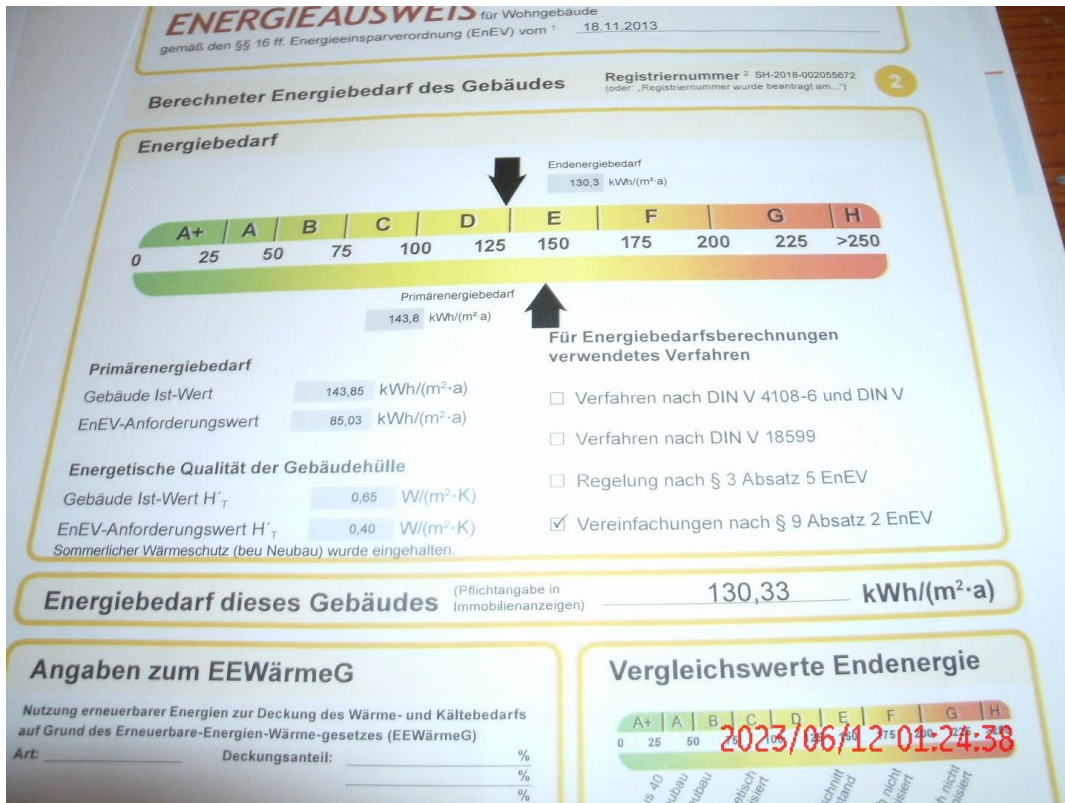 ENERGIEAUSWEIS für Wohngebäude
gemäß den §§ 16 ff. Energieeinsparverordnung (EnEV) vom ¹ 18.11.2013
Berechneter Energiebedarf des Gebäudes
Registriernummer ² SH-2018-002055672
(oder: „Registriernummer wurde beantragt am...")
2
Energiebedarf
Endenergiebedarf
130,3 kWh/(m²·a)
A+ A B C D E F G H
0 25 50 75 100 125 150 175 200 225 >250
Primärenergiebedarf
143,8 kWh/(m²·a)
Primärenergiebedarf
Gebäude Ist-Wert 143,85 kWh/(m²·a)
EnEV-Anforderungswert 85,03 kWh/(m²·a)
Energetische Qualität der Gebäudehülle
Gebäude Ist-Wert H´T 0,65 W/(m²·K)
EnEV-Anforderungswert H´T 0,40 W/(m²·K)
Sommerlicher Wärmeschutz (beu Neubau) wurde eingehalten.
Für Energiebedarfsberechnungen
verwendetes Verfahren
☐ Verfahren nach DIN V 4108-6 und DIN V
☐ Verfahren nach DIN V 18599
☐ Regelung nach § 3 Absatz 5 EnEV
☑ Vereinfachungen nach § 9 Absatz 2 EnEV
Energiebedarf dieses Gebäudes
(Pflichtangabe in
Immobilienanzeigen)
130,33 kWh/(m²·a)
Angaben zum EEWärmeG
Nutzung erneuerbarer Energien zur Deckung des Wärme- und Kältebedarfs
auf Grund des Erneuerbare-Energien-Wärme-gesetzes (EEWärmeG)
Art: Deckungsanteil: %
%
%
Vergleichswerte Endenergie
A+ A B C D E F G H
0 25 50
2023/06/12 01:24:38